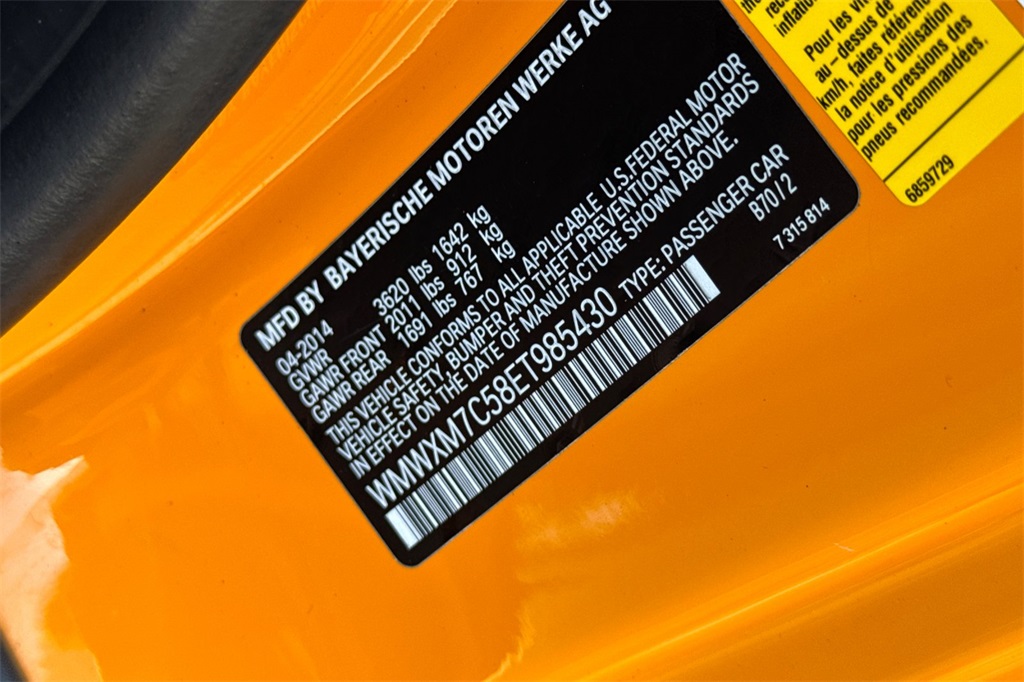 MFD BY BAYERISCHE MOTOREN WERKE AG
04-2014
GVWR 3620 lbs 1642 kg
GAWR FRONT 2011 lbs 912 kg
GAWR REAR 1691 lbs 767 kg
THIS VEHICLE CONFORMS TO ALL APPLICABLE U.S.FEDERAL MOTOR
VEHICLE SAFETY, BUMPER AND THEFT PREVENTION STANDARDS
IN EFFECT ON THE DATE OF MANUFACTURE SHOWN ABOVE.
WMWXM7C58ET985430 TYPE: PASSENGER CAR
B70/2
7 315 814
inflation
Pour les
au-dessus de
km/h, faites
la notice d'utilisation
pour les pressions des
pneus recommandées.
6859729